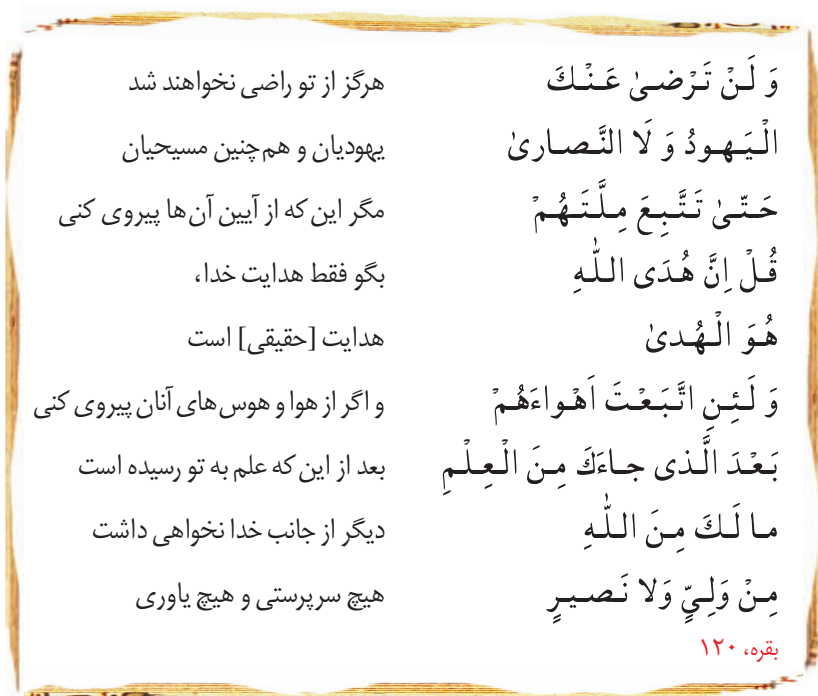 وَ لَنْ تَرْضىٰ عَنْكَ هرگز از تو راضی نخواهند شد
الْيَهودُ وَ لَا النَّصاریٰ یهودیان و هم‌چنین مسیحیان
حَتّىٰ تَتَّبِعَ مِلَّتَهُمْ مگر این که از آیین آن‌ها پیروی کنی
قُلْ اِنَّ هُدَى اللّٰهِ بگو فقط هدایت خدا،
هُوَ الْهُدىٰ هدایت [حقیقی] است
وَ لَئِنِ اتَّبَعْتَ اَهْواءَهُمْ و اگر از هوا و هوس‌های آنان پیروی کنی
بَعْدَ الَّذی جاءَكَ مِنَ الْعِلْمِ بعد از این که علم به تو رسیده است
ما لَكَ مِنَ اللّٰهِ دیگر از جانب خدا نخواهی داشت
مِنْ وَلِيٍّ وَلا نَصيرٍ هیچ سرپرستی و هیچ یاوری
بقره، ۱۲۰